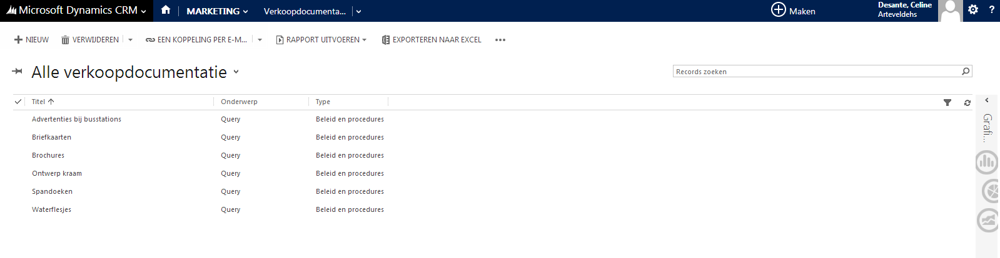 Microsoft Dynamics CRM MARKETING Verkoopdocumenta... Maken Desante, Celine ?
Arteveldehs
NIEUW VERWIJDEREN EEN KOPPELING PER E-M... RAPPORT UITVOEREN EXPORTEREN NAAR EXCEL ...
Alle verkoopdocumentatie
Records zoeken
Titel Onderwerp Type
Advertenties bij busstations Query Beleid en procedures
Briefkaarten Query Beleid en procedures
Brochures Query Beleid en procedures
Ontwerp kraam Query Beleid en procedures
Spandoeken Query Beleid en procedures
Waterflesjes Query Beleid en procedures
Grafi...